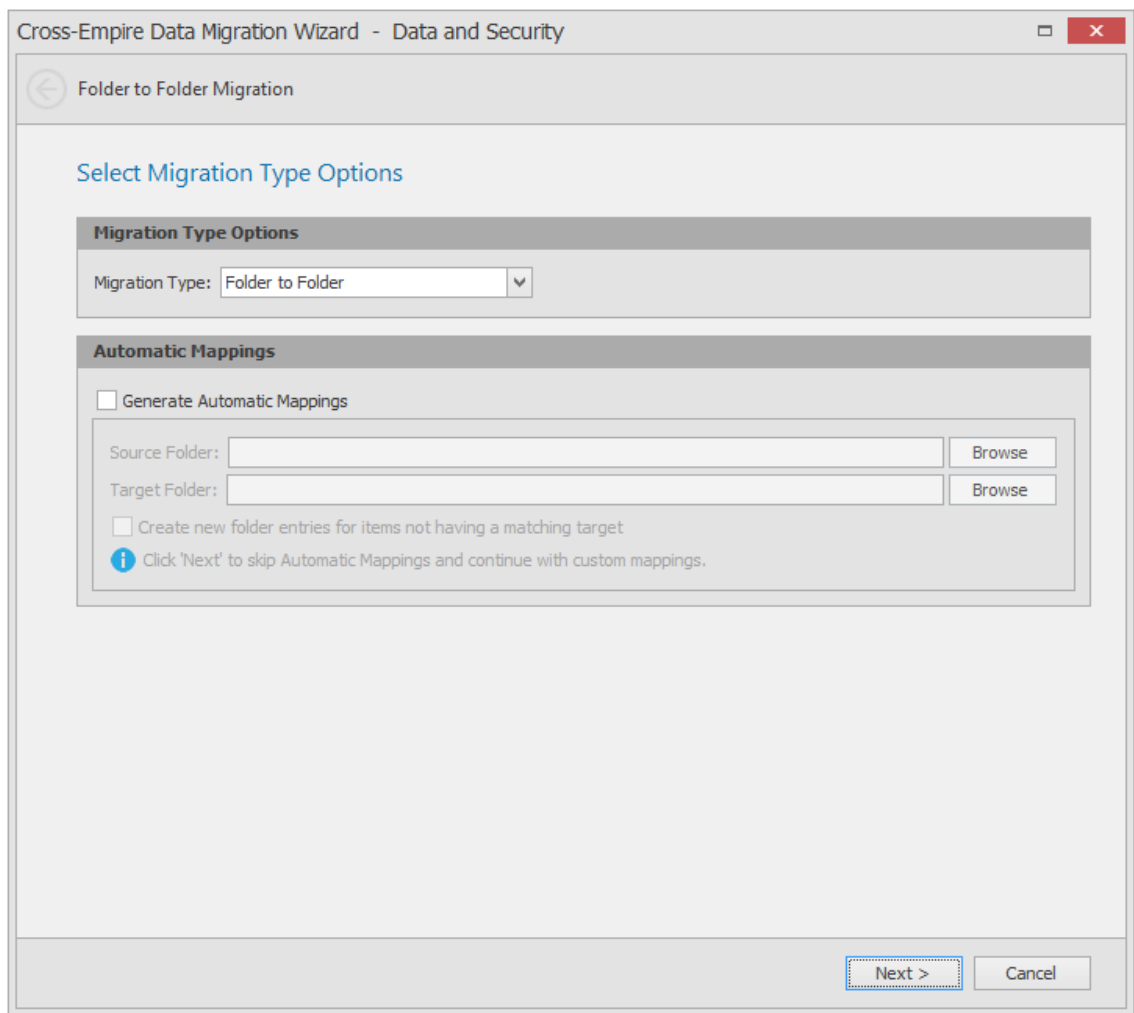 Cross-Empire Data Migration Wizard - Data and Security
Folder to Folder Migration
Select Migration Type Options
Migration Type Options
Migration Type: Folder to Folder
Automatic Mappings
Generate Automatic Mappings
Source Folder: Browse
Target Folder: Browse
Create new folder entries for items not having a matching target
Click 'Next' to skip Automatic Mappings and continue with custom mappings.
Next > Cancel